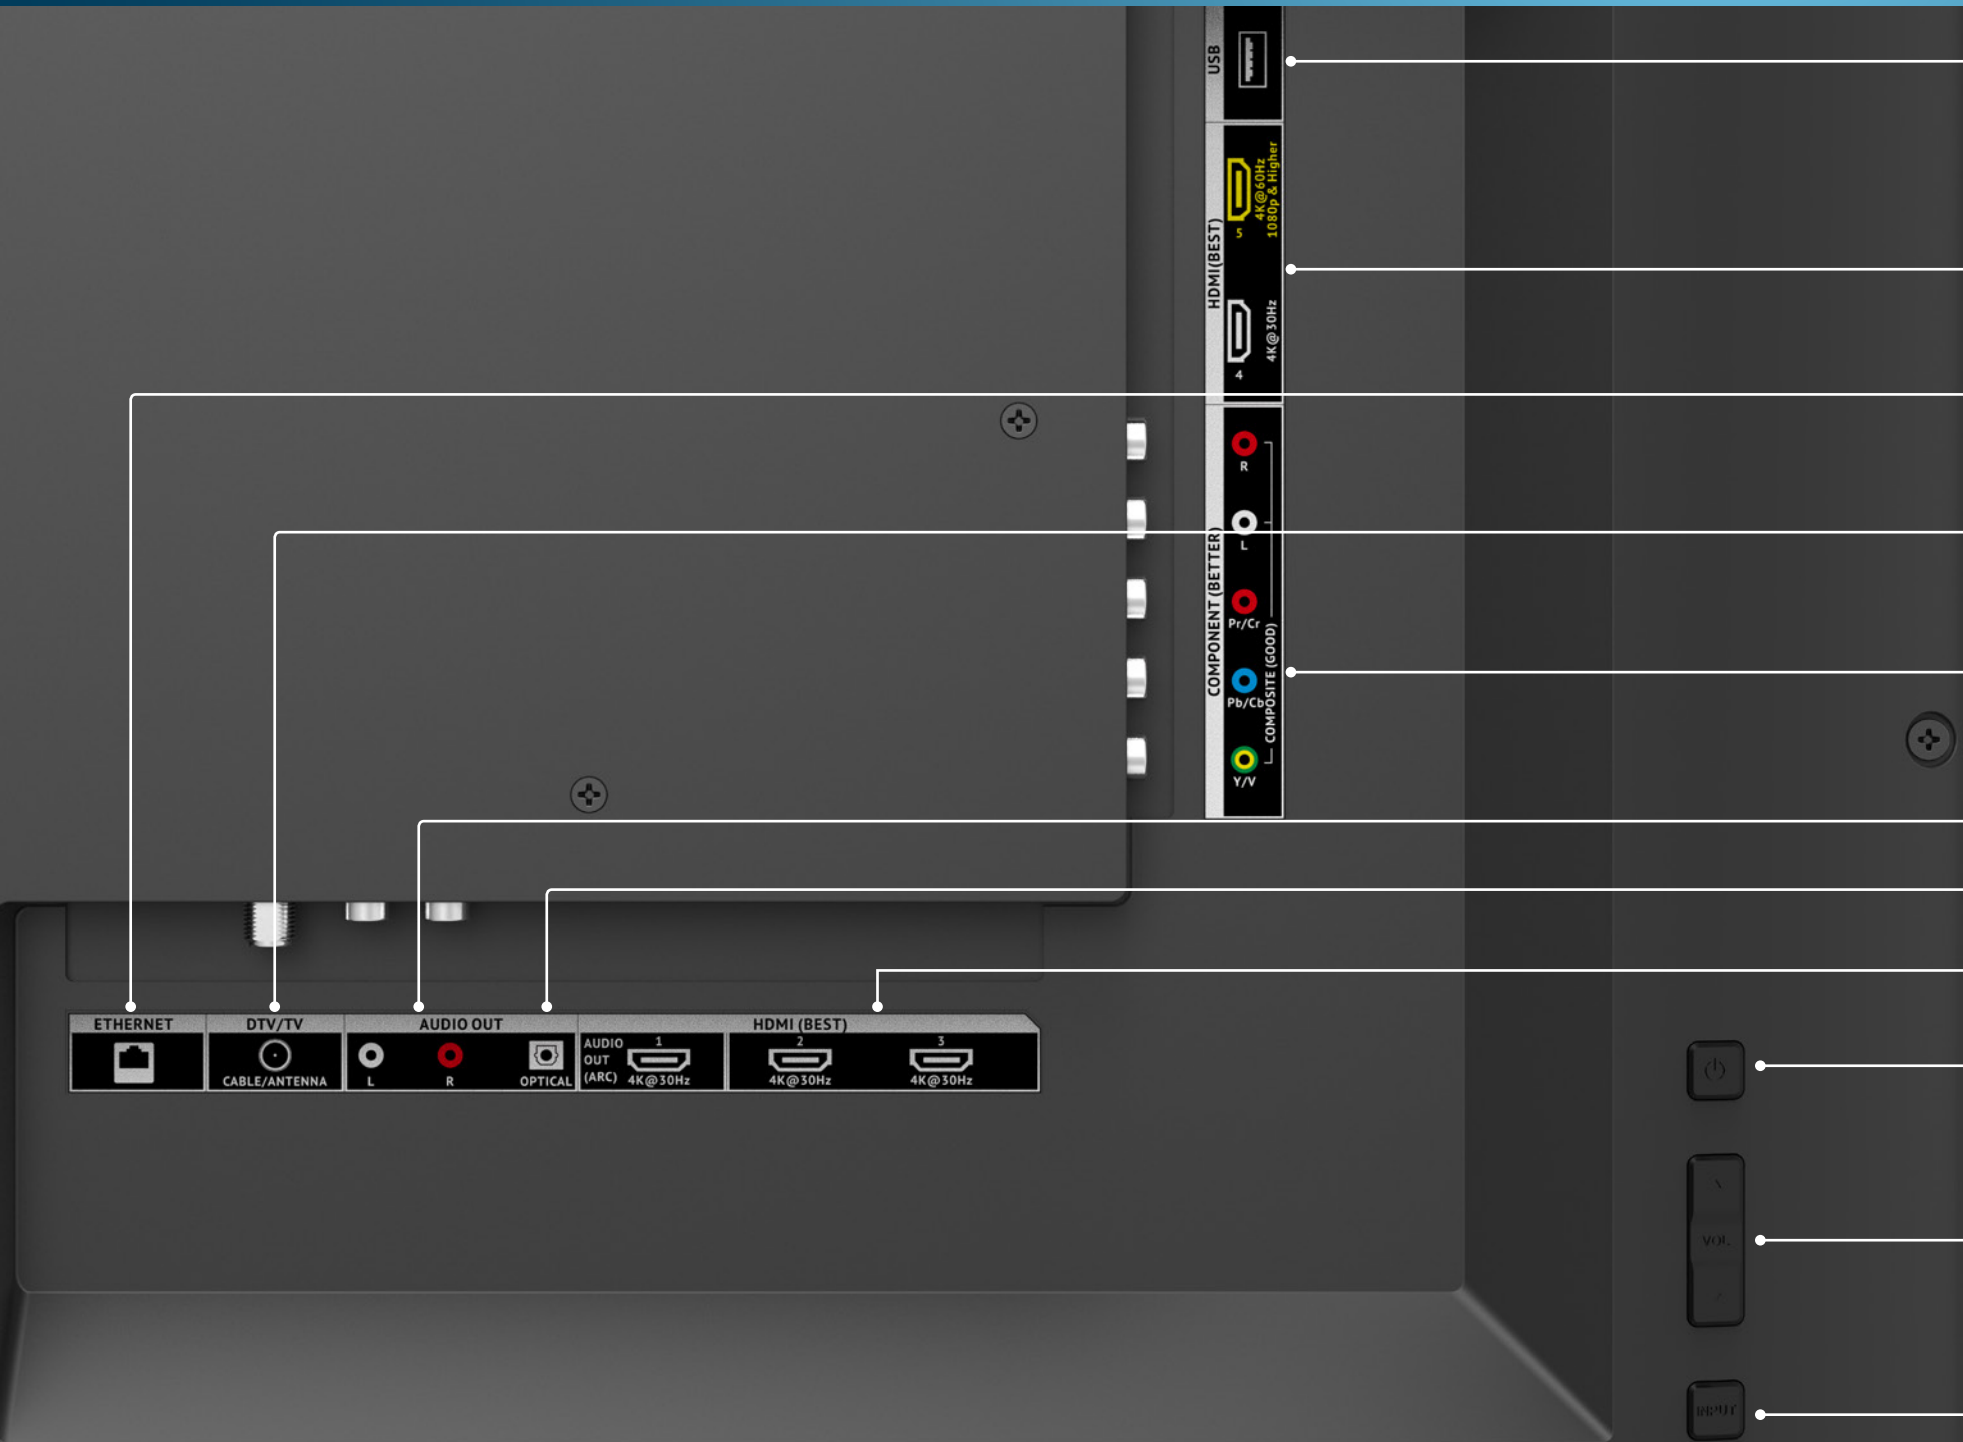 USB
4K@60Hz
1080p & Higher
5
HDMI(BEST)
4K@30Hz
4
COMPONENT (BETTER)
R
L
Pr/Cr
Pb/Cb
Y/V
COMPOSITE (GOOD)
ETHERNET
DTV/TV
CABLE/ANTENNA
AUDIO OUT
L
R
OPTICAL
HDMI (BEST)
AUDIO
OUT
(ARC)
1
4K@30Hz
2
4K@30Hz
3
4K@30Hz
VOL
INPUT